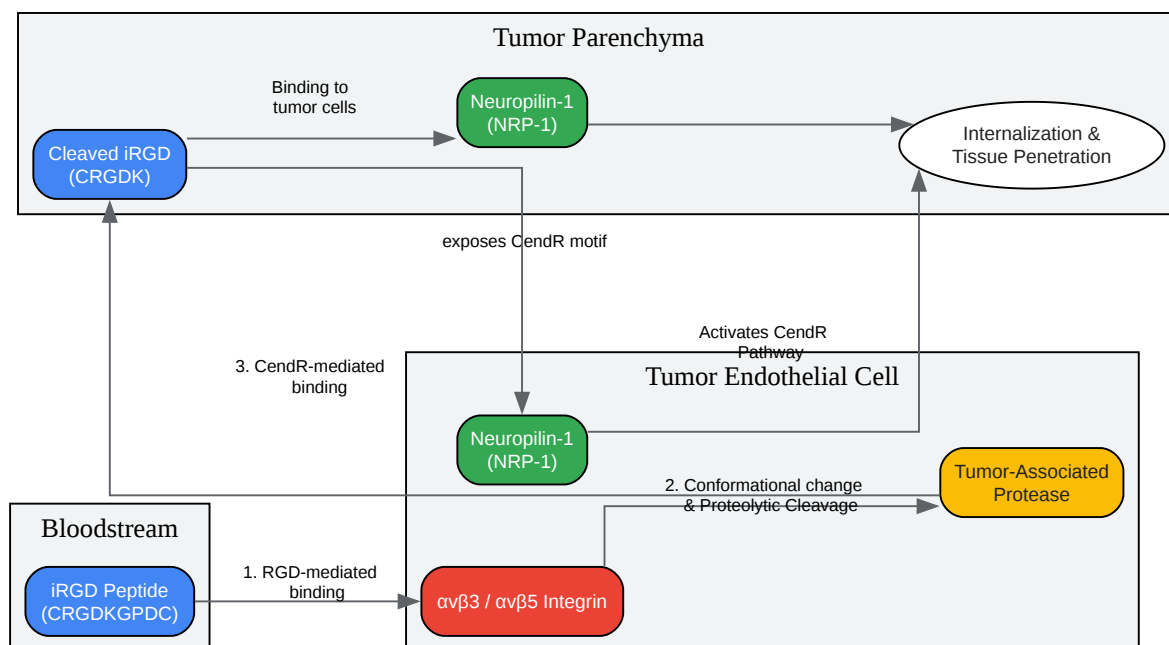 Tumor Parenchyma
Binding to
tumor cells
Neuropilin-1
(NRP-1)
Internalization &
Tissue Penetration
Cleaved iRGD
(CRGDK)
exposes CendR motif
Activates CendR
Pathway
3. CendR-mediated
binding
Tumor Endothelial Cell
Neuropilin-1
(NRP-1)
Tumor-Associated
Protease
2. Conformational change
& Proteolytic Cleavage
Bloodstream
iRGD Peptide
(CRGDKGPDC)
1. RGD-mediated
binding
αvβ3 / αvβ5 Integrin